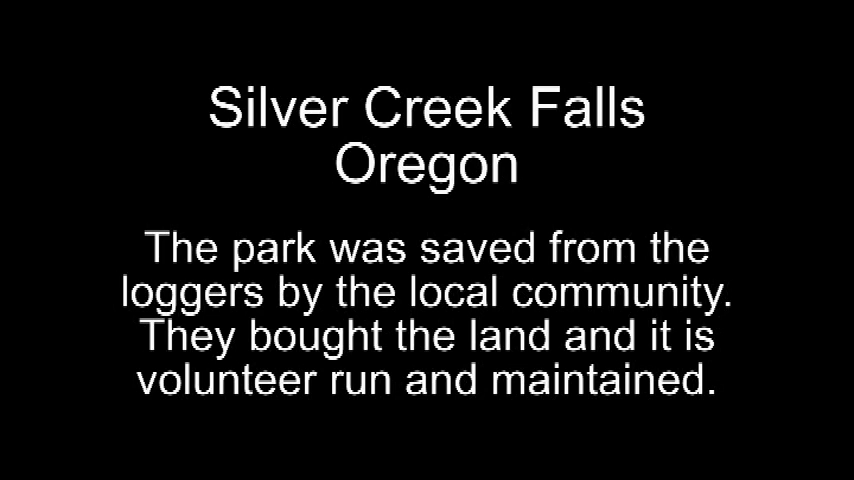 Silver Creek Falls
Oregon
The park was saved from the
loggers by the local community.
They bought the land and it is
volunteer run and maintained.